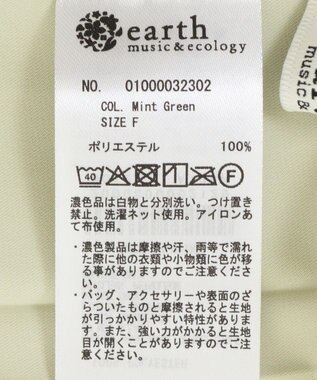 earth
music & ecology
NO. 01000032302
COL. Mint Green
SIZE F
ポリエステル 100%
40 F
濃色品は白物と分別洗い。つけ置き
禁止。洗濯ネット使用。アイロンあ
て布使用。
・濃色製品は摩擦や汗、雨等で濡れ
た際に他の衣類や小物類に色が移
る事がありますのでご注意くださ
い。
・バッグ、アクセサリーや表面のざ
らついたものと摩擦されると生地
が引っかかりやすい特性がありま
す。また、強い力がかかると生地
目が開くことがありますのでご注
意ください。
music &